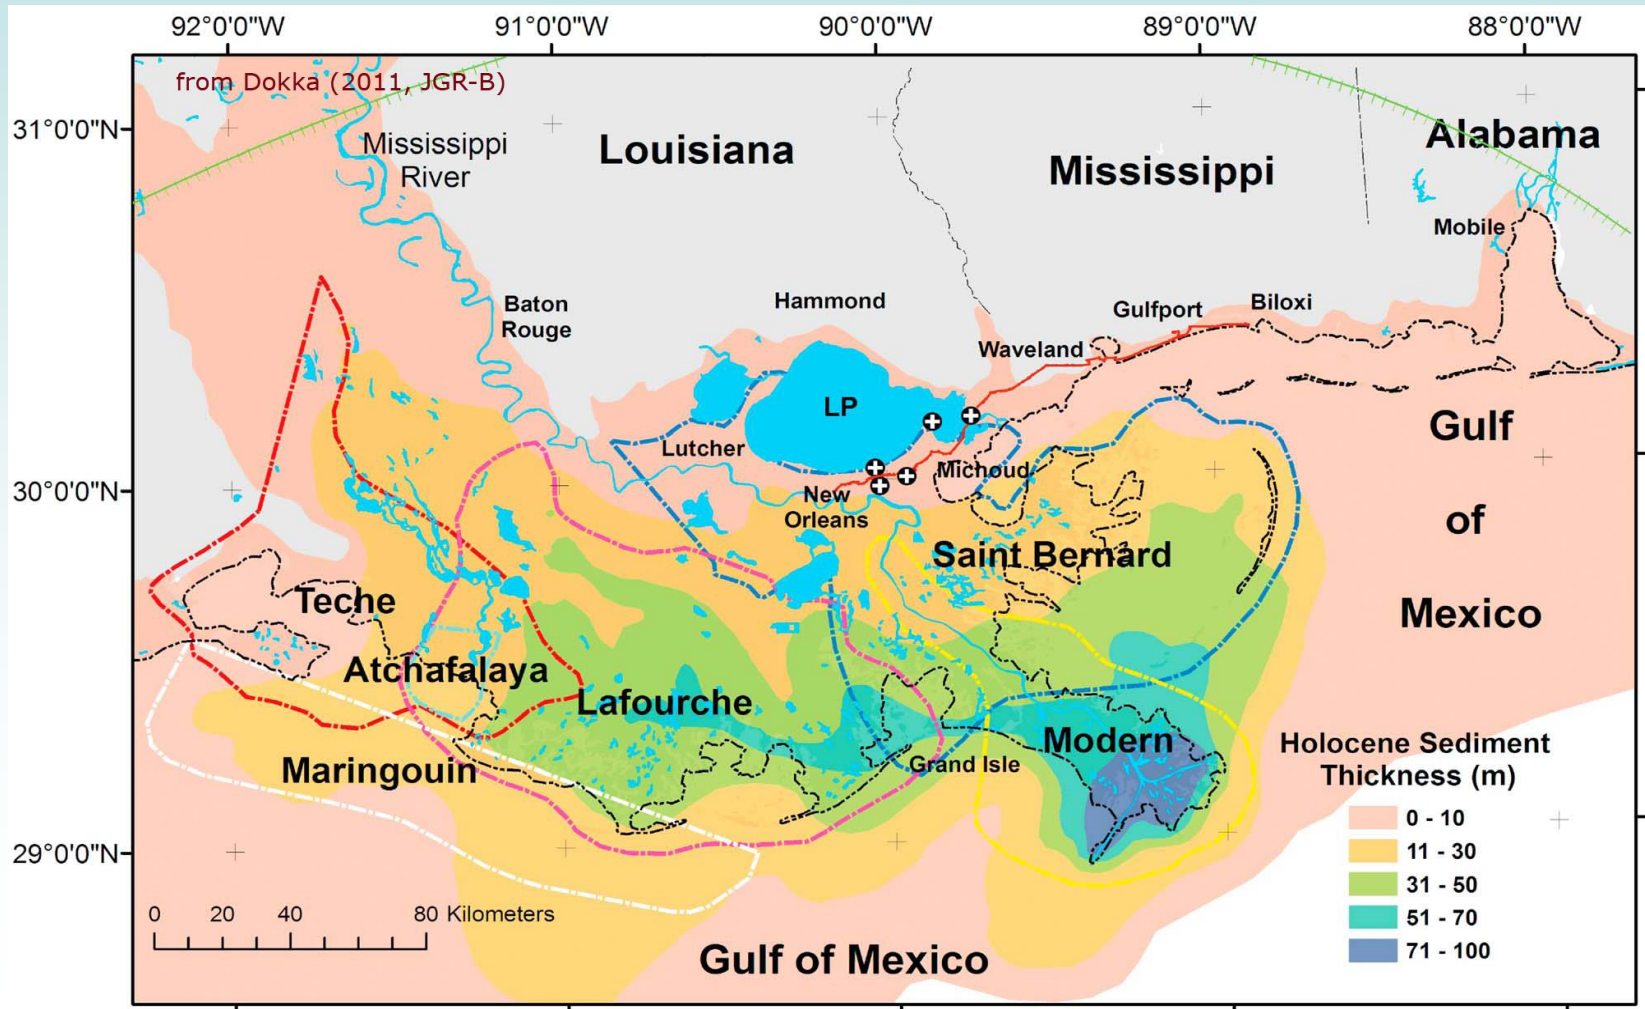 92°0'0"W
91°0'0"W
90°0'0"W
89°0'0"W
88°0'0"W
from Dokka (2011, JGR-B)
31°0'0"N
Mississippi
River
Louisiana
Mississippi
Alabama
Mobile
Baton
Rouge
Hammond
Gulfport
Biloxi
Waveland
LP
Lutcher
Michoud
Gulf
of
Mexico
30°0'0"N
New
Orleans
Saint Bernard
Teche
Atchafalaya
Lafourche
Modern
Maringouin
Grand Isle
29°0'0"N
Holocene Sediment
Thickness (m)
0 - 10
11 - 30
31 - 50
51 - 70
71 - 100
0 20 40 80 Kilometers
Gulf of Mexico